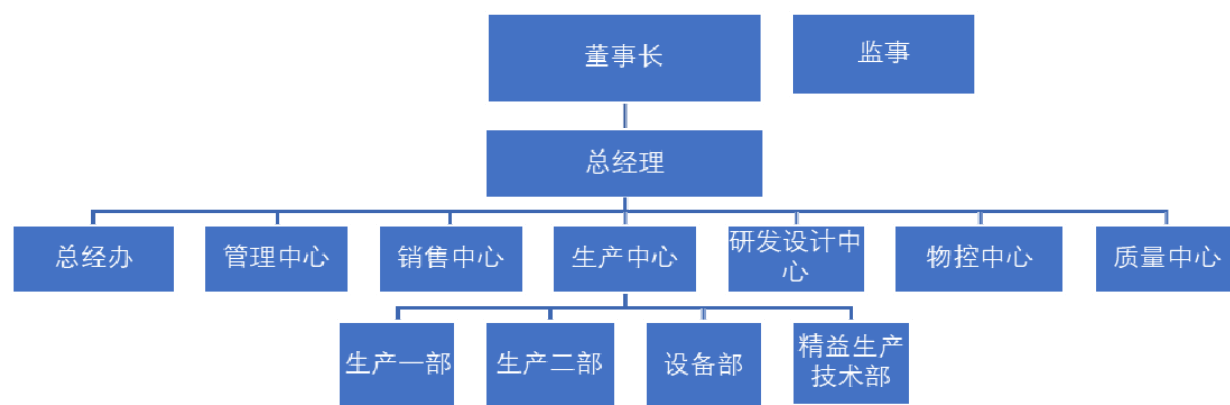 董事长
监事
总经理
总经办
管理中心
销售中心
生产中心
研发设计中
心
物控中心
质量中心
生产一部
生产二部
设备部
精益生产
技术部